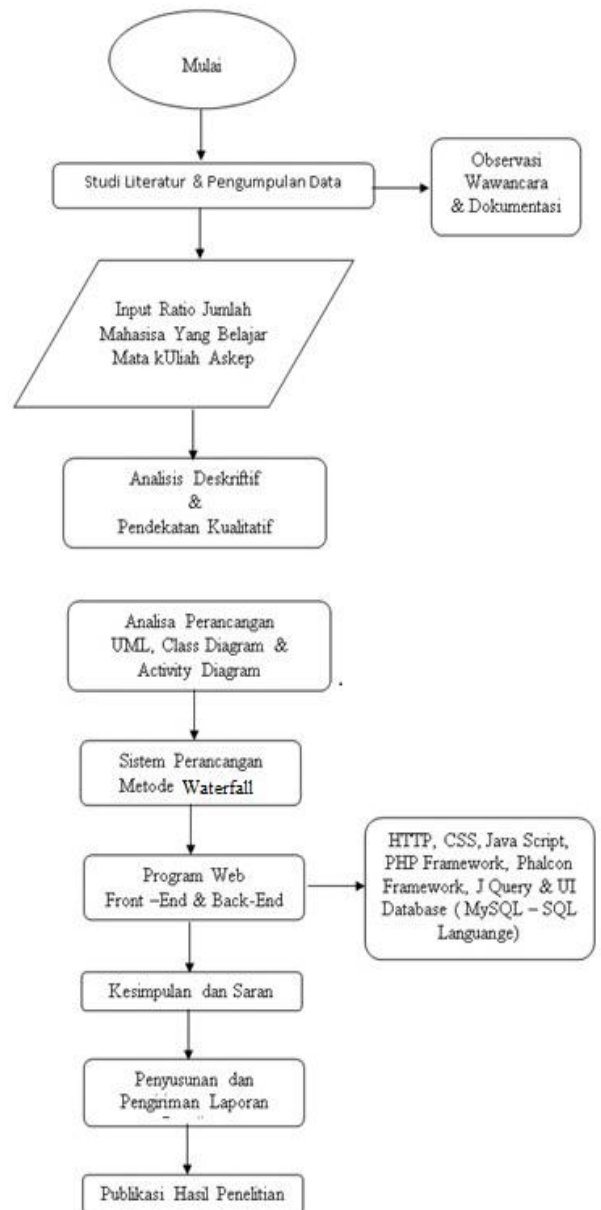 Mulai
Studi Literatur & Pengumpulan Data
Observasi
Wawancara
& Dokumentasi
Input Ratio Jumlah
Mahasisa Yang Belajar
Mata kUliah Askep
Analisis Deskriftif
&
Pendekatan Kualitatif
Analisa Perancangan
UML, Class Diagram &
Activity Diagram
.
Sistem Perancangan
Metode Waterfall
Program Web
Front –End & Back-End
HTTP, CSS, Java Script,
PHP Framework, Phalcon
Framework, J Query & UI
Database ( MySQL – SQL
Languange)
Kesimpulan dan Saran
Penyusunan dan
Pengiriman Laporan
Publikasi Hasil Penelitian